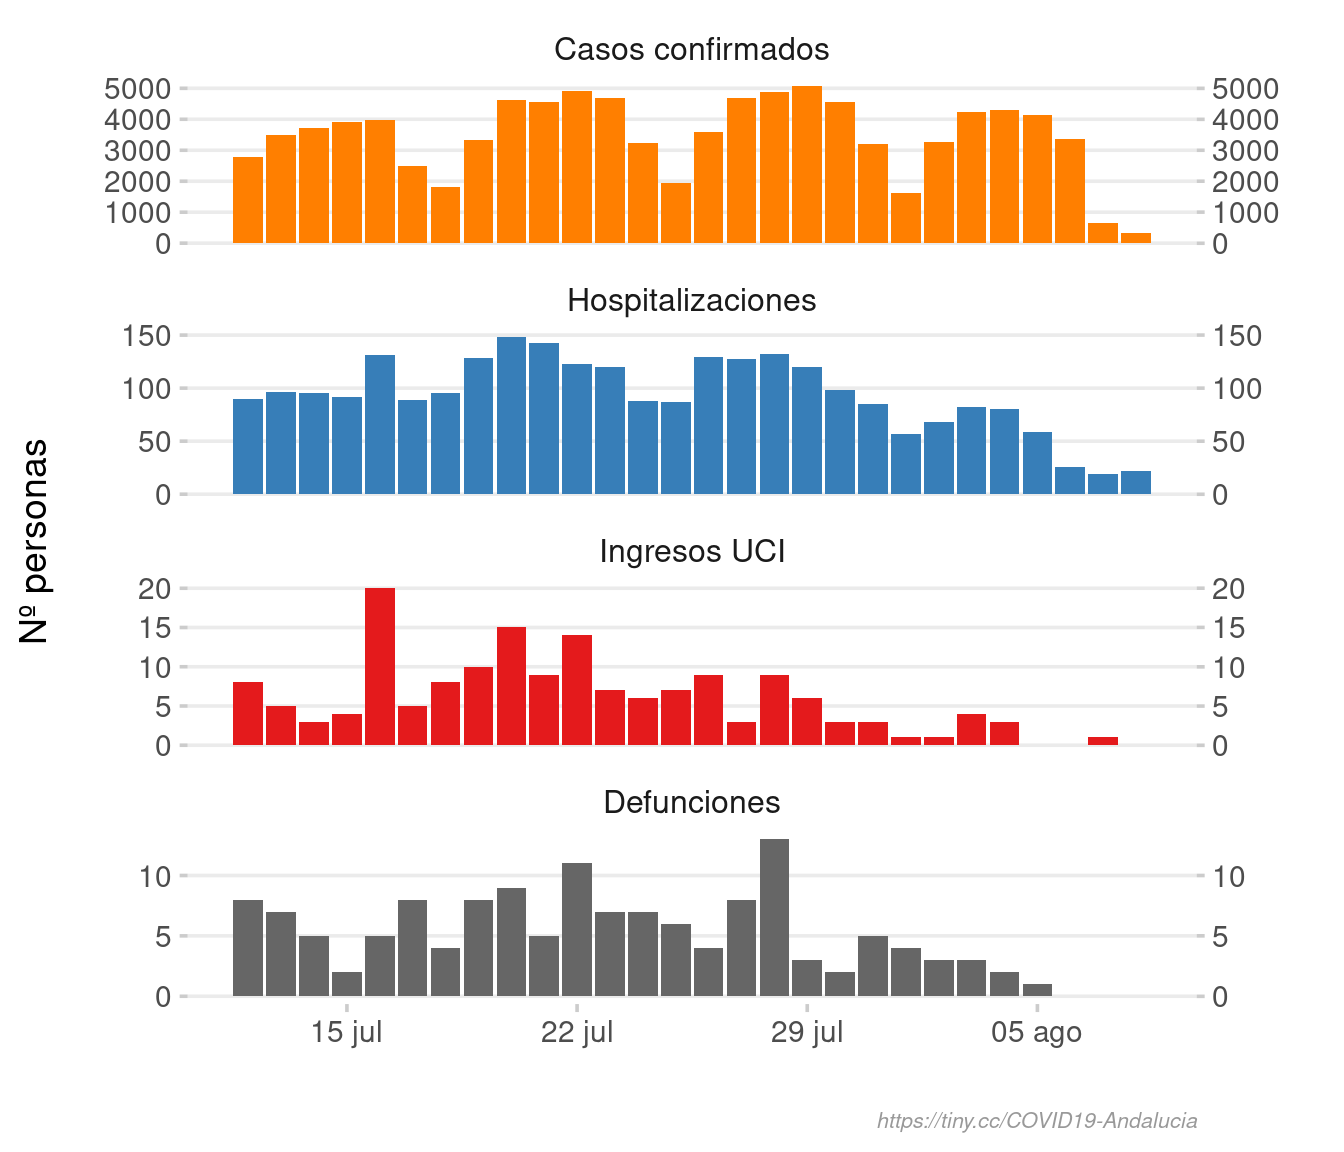 Casos confirmados
5000 5000
4000 4000
3000 3000
2000 2000
1000 1000
0 0
Hospitalizaciones
150 150
100 100
50 50
0 0
Nº personas
Ingresos UCI
20 20
15 15
10 10
5 5
0 0
Defunciones
10 10
5 5
0 0
15 jul 22 jul 29 jul 05 ago
https://tiny.cc/COVID19-Andalucia